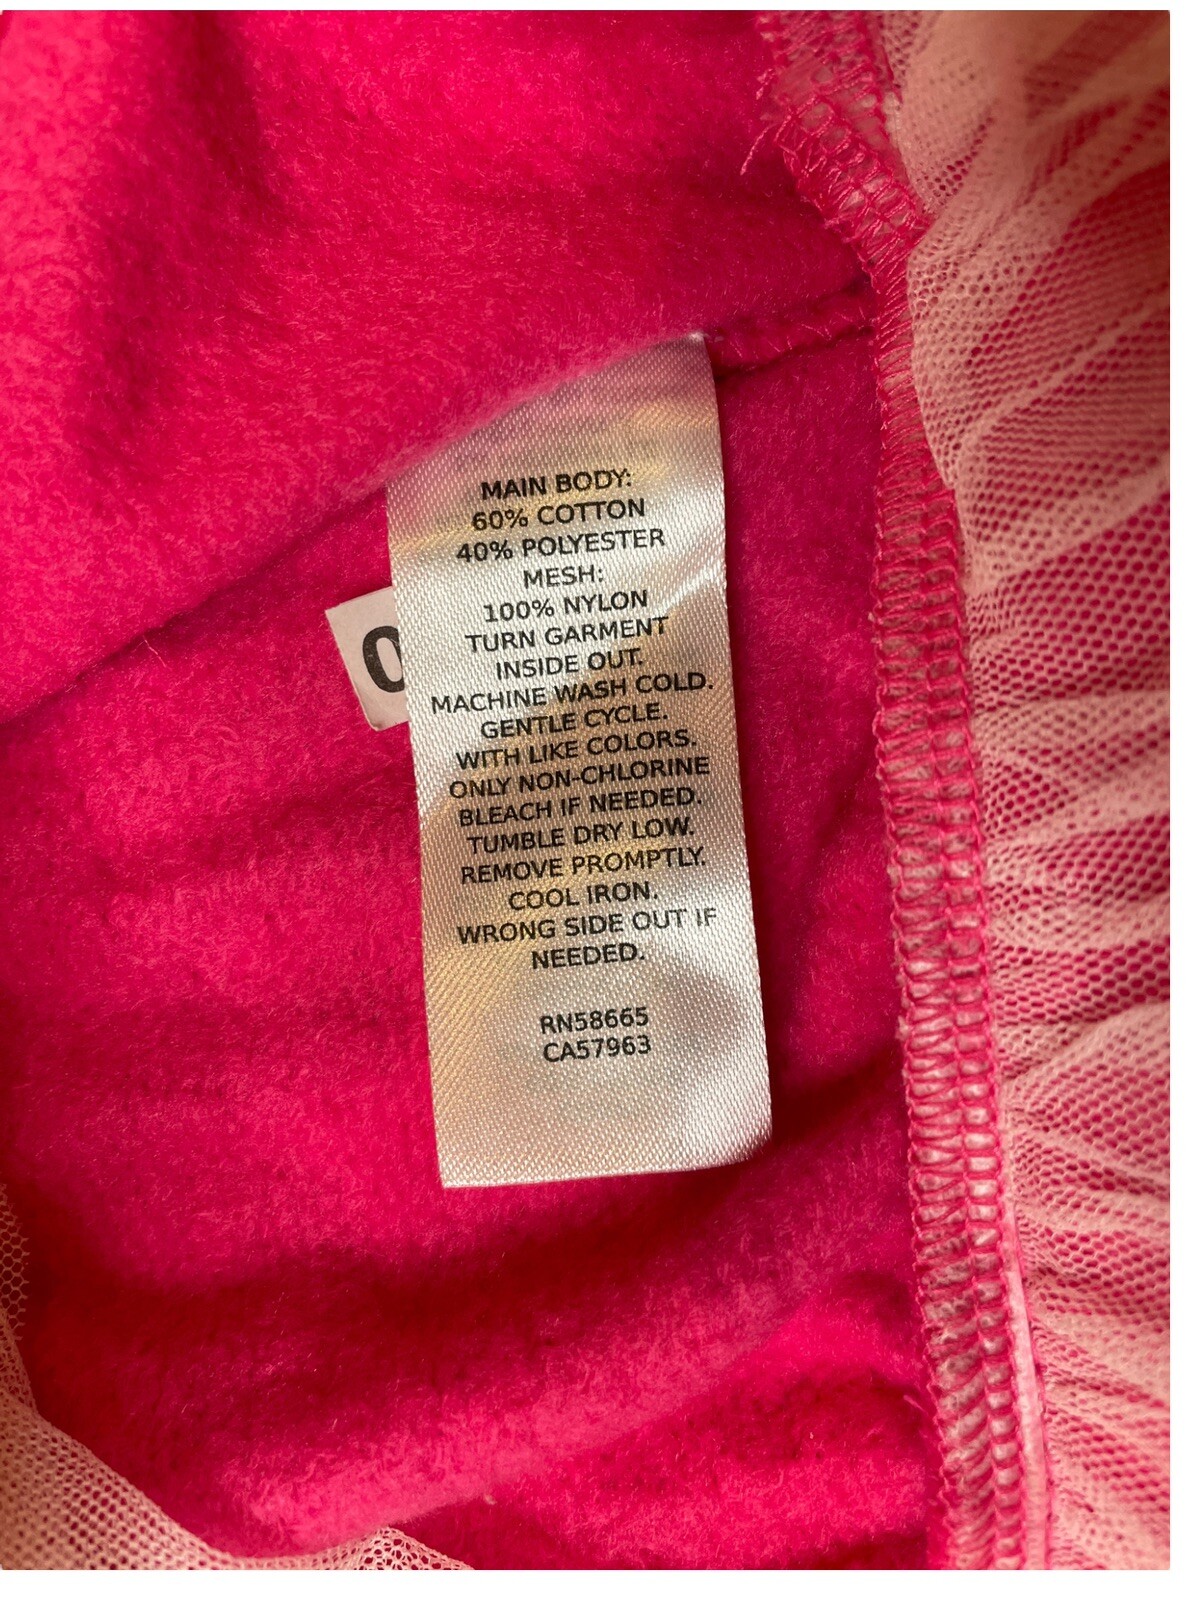 MAIN BODY:
60% COTTON
40% POLYESTER
MESH:
100% NYLON
TURN GARMENT
INSIDE OUT.
MACHINE WASH COLD.
GENTLE CYCLE.
WITH LIKE COLORS.
ONLY NON-CHLORINE
BLEACH IF NEEDED.
TUMBLE DRY LOW.
REMOVE PROMPTLY.
COOL IRON.
WRONG SIDE OUT IF
NEEDED.
RN58665
CA57963